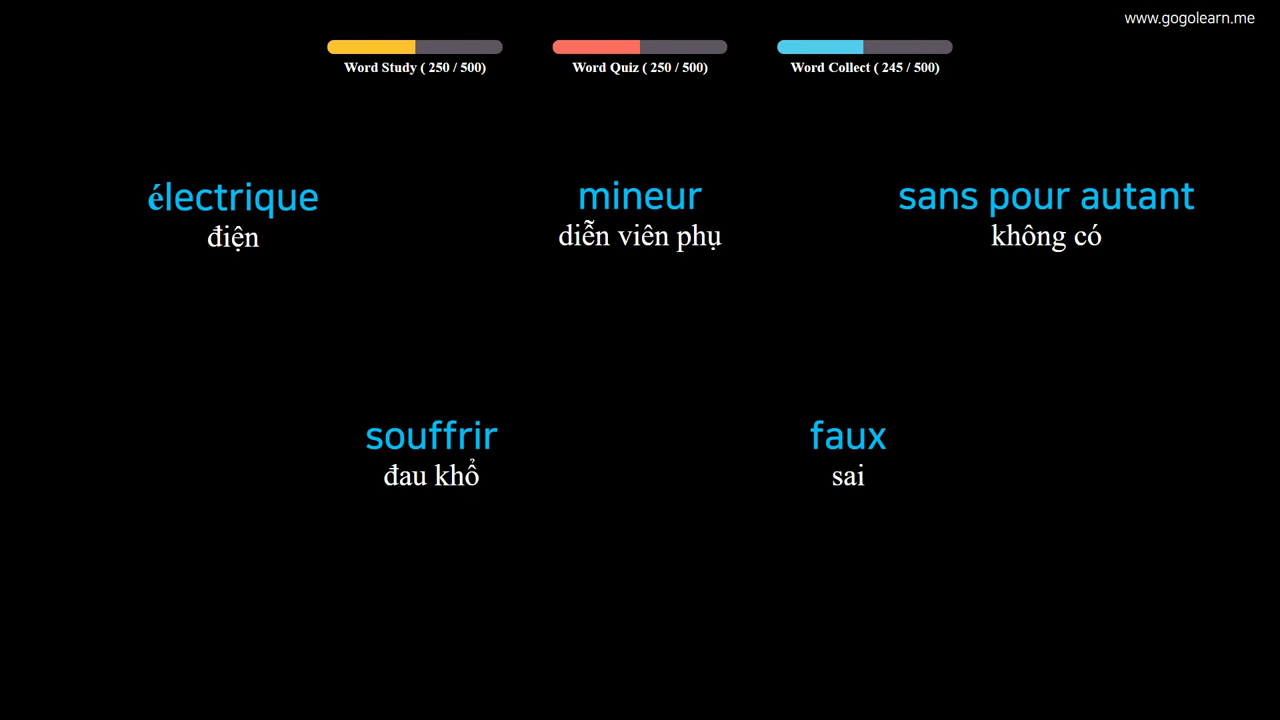 www.gogolearn.me
Word Study ( 250 / 500)
Word Quiz ( 250 / 500)
Word Collect ( 245 / 500)
électrique
điện
mineur
diễn viên phụ
sans pour autant
không có
souffrir
đau khổ
faux
sai